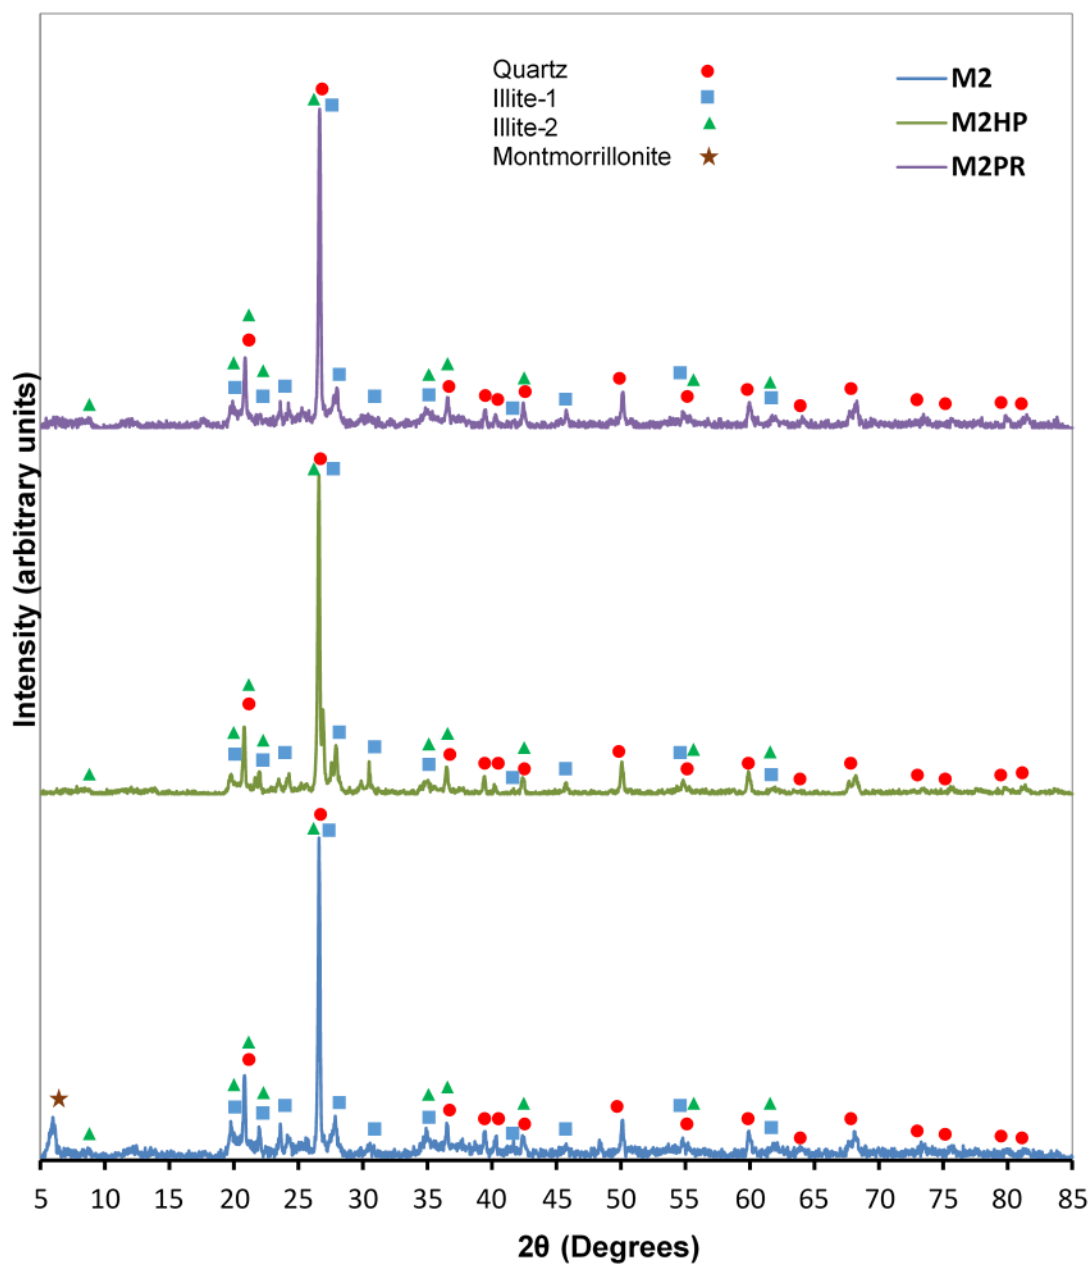 Quartz
Illite-1
Illite-2
Montmorrillonite
M2
M2HP
M2PR
Intensity (arbitrary units)
5 10 15 20 25 30 35 40 45 50 55 60 65 70 75 80 85
2θ (Degrees)